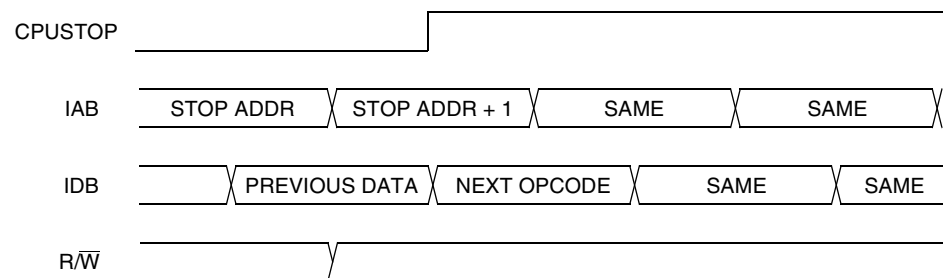 CPUSTOP
IAB STOP ADDR STOP ADDR + 1 SAME SAME
IDB PREVIOUS DATA NEXT OPCODE SAME SAME
R/W̅